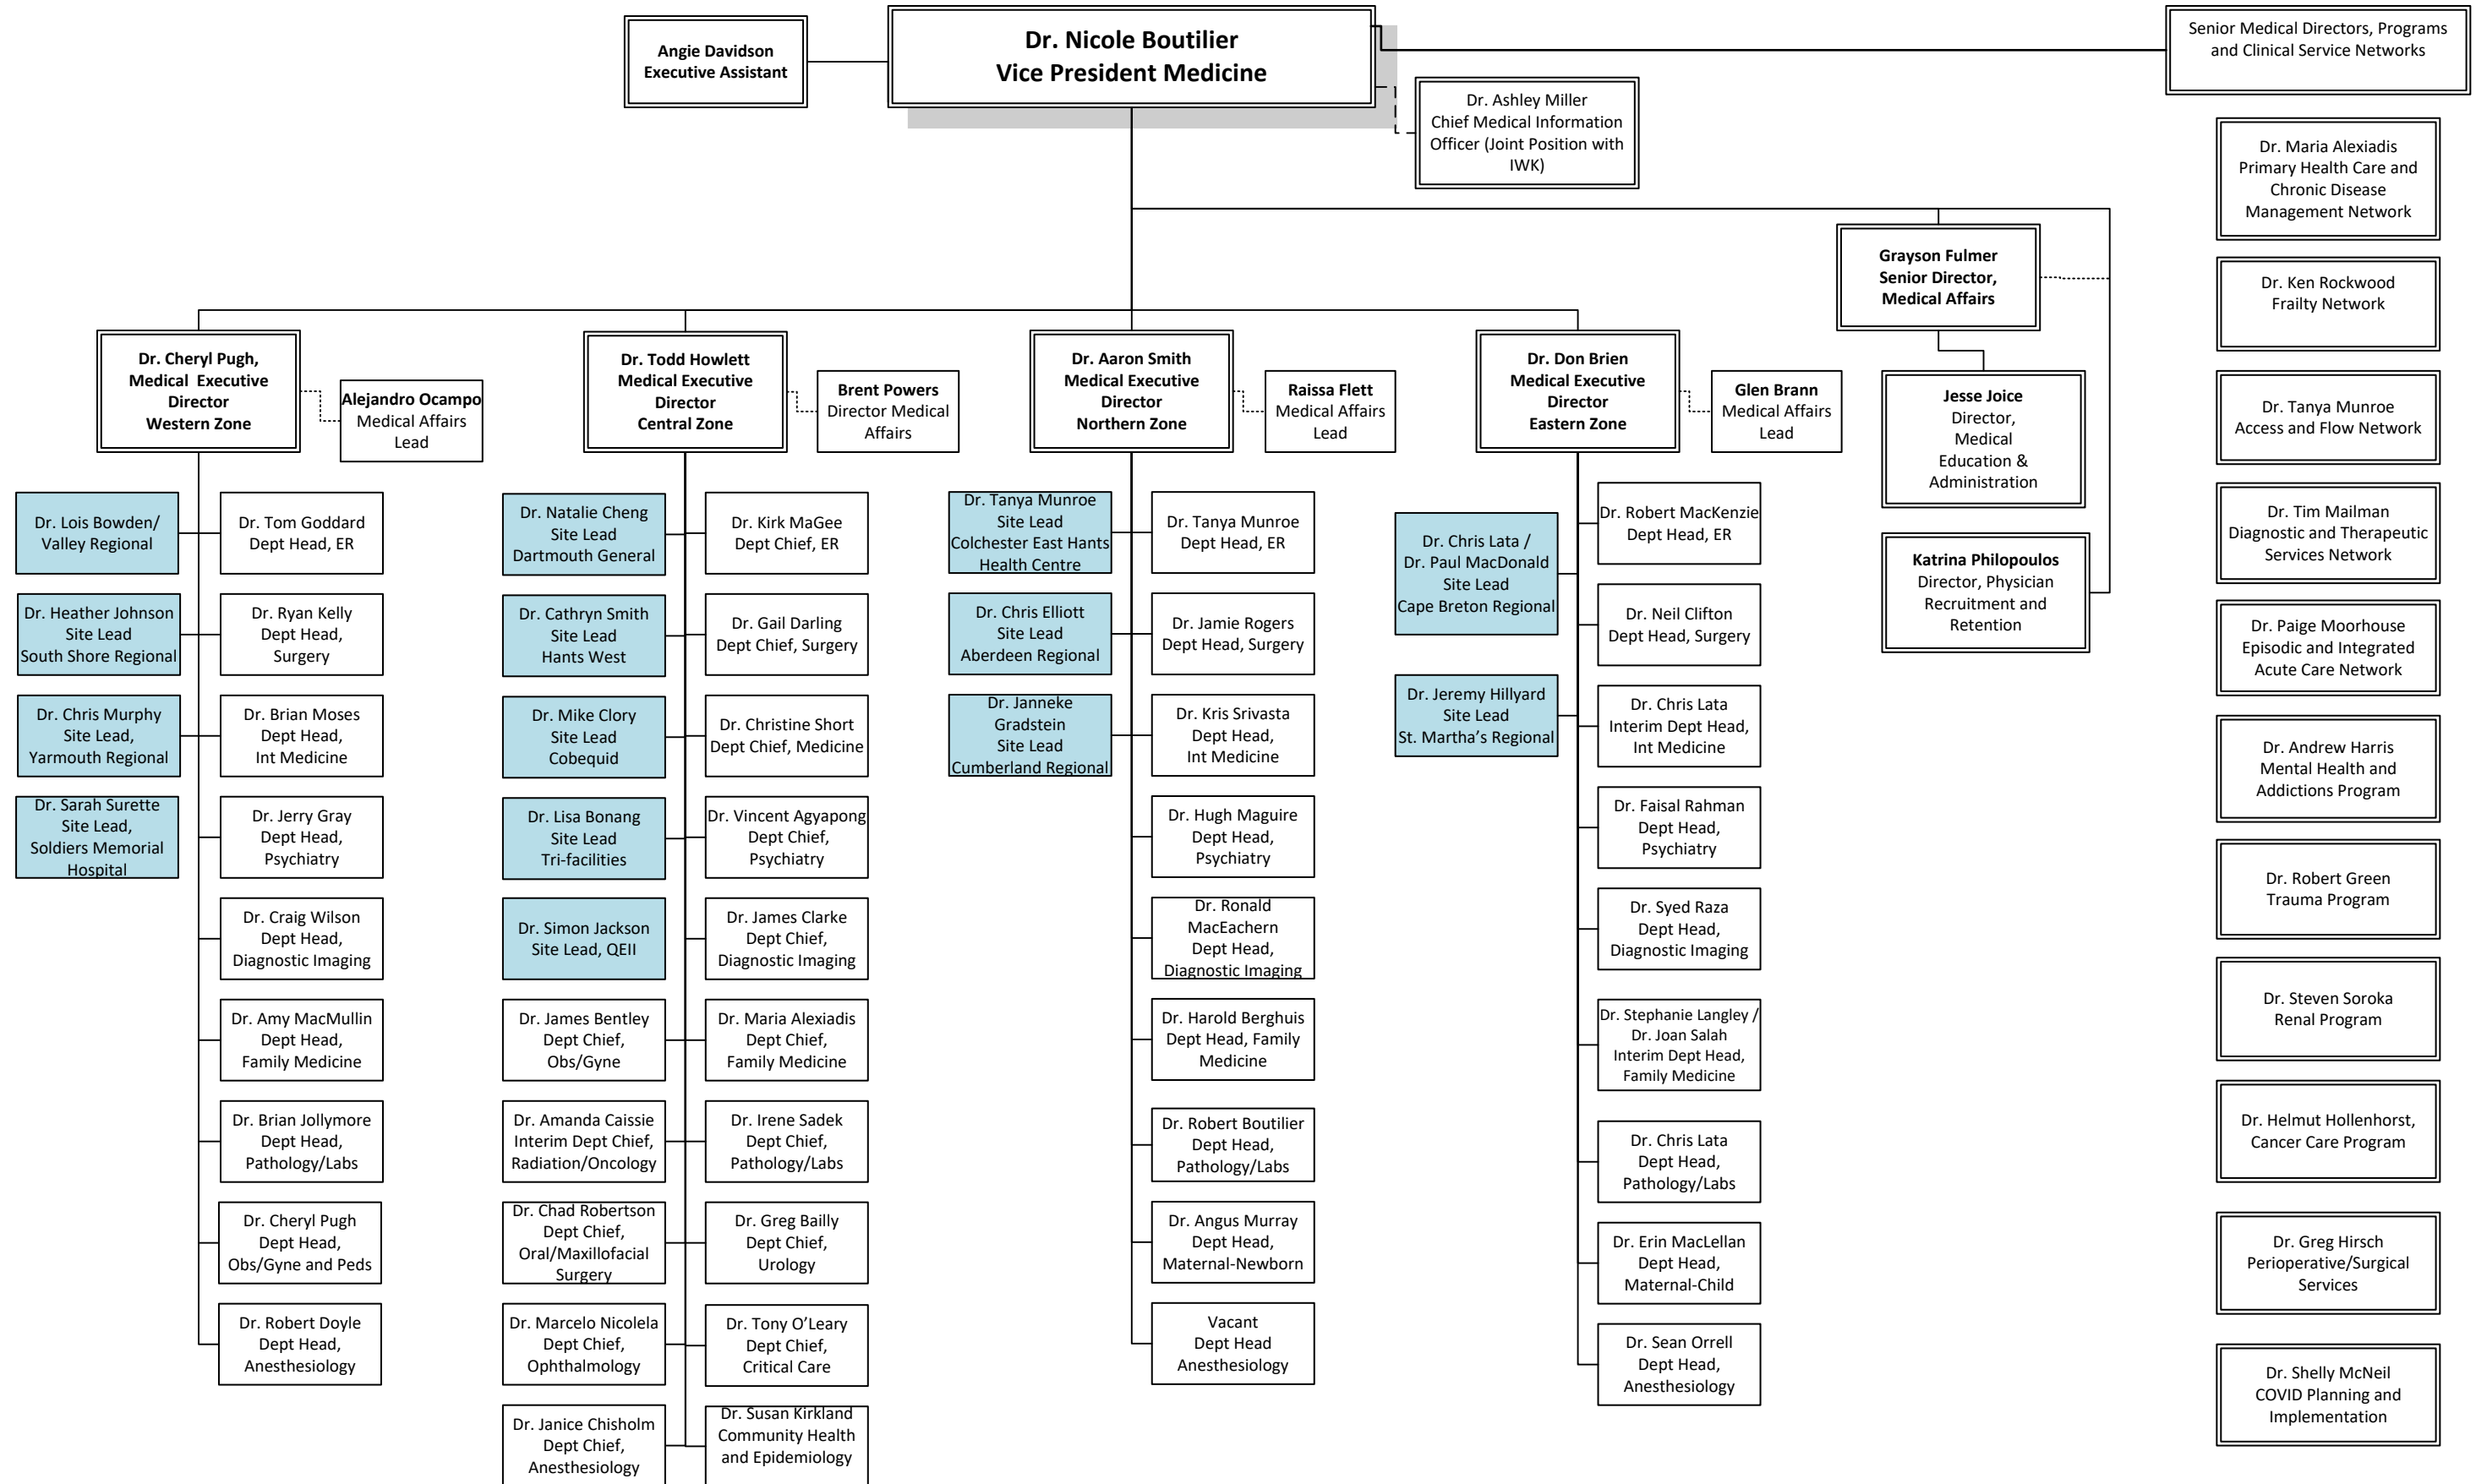 Angie Davidson
Executive Assistant
Dr. Nicole Boutilier
Vice President Medicine
Senior Medical Directors, Programs
and Clinical Service Networks
Dr. Ashley Miller
Chief Medical Information
Officer (Joint Position with
IWK)
Grayson Fulmer
Senior Director,
Medical Affairs
Jesse Joice
Director,
Medical
Education &
Administration
Katrina Philopoulos
Director, Physician
Recruitment and
Retention
Dr. Cheryl Pugh,
Medical Executive
Director
Western Zone
Alejandro Ocampo
Medical Affairs
Lead
Dr. Lois Bowden/
Valley Regional
Dr. Tom Goddard
Dept Head, ER
Dr. Heather Johnson
Site Lead
South Shore Regional
Dr. Ryan Kelly
Dept Head,
Surgery
Dr. Chris Murphy
Site Lead,
Yarmouth Regional
Dr. Brian Moses
Dept Head,
Int Medicine
Dr. Sarah Surette
Site Lead,
Soldiers Memorial
Hospital
Dr. Jerry Gray
Dept Head,
Psychiatry
Dr. Craig Wilson
Dept Head,
Diagnostic Imaging
Dr. Amy MacMullin
Dept Head,
Family Medicine
Dr. Brian Jollymore
Dept Head,
Pathology/Labs
Dr. Cheryl Pugh
Dept Head,
Obs/Gyne and Peds
Dr. Robert Doyle
Dept Head,
Anesthesiology
Dr. Todd Howlett
Medical Executive
Director
Central Zone
Brent Powers
Director Medical
Affairs
Dr. Natalie Cheng
Site Lead
Dartmouth General
Dr. Kirk MaGee
Dept Chief, ER
Dr. Cathryn Smith
Site Lead
Hants West
Dr. Gail Darling
Dept Chief, Surgery
Dr. Mike Clory
Site Lead
Cobequid
Dr. Christine Short
Dept Chief, Medicine
Dr. Lisa Bonang
Site Lead
Tri-facilities
Dr. Vincent Agyapong
Dept Chief,
Psychiatry
Dr. Simon Jackson
Site Lead, QEII
Dr. James Clarke
Dept Chief,
Diagnostic Imaging
Dr. James Bentley
Dept Chief,
Obs/Gyne
Dr. Maria Alexiadis
Dept Chief,
Family Medicine
Dr. Amanda Caissie
Interim Dept Chief,
Radiation/Oncology
Dr. Irene Sadek
Dept Chief,
Pathology/Labs
Dr. Chad Robertson
Dept Chief,
Oral/Maxillofacial
Surgery
Dr. Greg Bailly
Dept Chief,
Urology
Dr. Marcelo Nicolela
Dept Chief,
Ophthalmology
Dr. Tony O’Leary
Dept Chief,
Critical Care
Dr. Janice Chisholm
Dept Chief,
Anesthesiology
Dr. Susan Kirkland
Community Health
and Epidemiology
Dr. Aaron Smith
Medical Executive
Director
Northern Zone
Raissa Flett
Medical Affairs
Lead
Dr. Tanya Munroe
Site Lead
Colchester East Hants
Health Centre
Dr. Tanya Munroe
Dept Head, ER
Dr. Chris Elliott
Site Lead
Aberdeen Regional
Dr. Jamie Rogers
Dept Head, Surgery
Dr. Janneke
Gradstein
Site Lead
Cumberland Regional
Dr. Kris Srivasta
Dept Head,
Int Medicine
Dr. Hugh Maguire
Dept Head,
Psychiatry
Dr. Ronald
MacEachern
Dept Head,
Diagnostic Imaging
Dr. Harold Berghuis
Dept Head, Family
Medicine
Dr. Robert Boutilier
Dept Head,
Pathology/Labs
Dr. Angus Murray
Dept Head,
Maternal-Newborn
Vacant
Dept Head
Anesthesiology
Dr. Don Brien
Medical Executive
Director
Eastern Zone
Glen Brann
Medical Affairs
Lead
Dr. Chris Lata /
Dr. Paul MacDonald
Site Lead
Cape Breton Regional
Dr. Robert MacKenzie
Dept Head, ER
Dr. Neil Clifton
Dept Head, Surgery
Dr. Jeremy Hillyard
Site Lead
St. Martha’s Regional
Dr. Chris Lata
Interim Dept Head,
Int Medicine
Dr. Faisal Rahman
Dept Head,
Psychiatry
Dr. Syed Raza
Dept Head,
Diagnostic Imaging
Dr. Stephanie Langley /
Dr. Joan Salah
Interim Dept Head,
Family Medicine
Dr. Chris Lata
Dept Head,
Pathology/Labs
Dr. Erin MacLellan
Dept Head,
Maternal-Child
Dr. Sean Orrell
Dept Head,
Anesthesiology
Dr. Maria Alexiadis
Primary Health Care and
Chronic Disease
Management Network
Dr. Ken Rockwood
Frailty Network
Dr. Tanya Munroe
Access and Flow Network
Dr. Tim Mailman
Diagnostic and Therapeutic
Services Network
Dr. Paige Moorhouse
Episodic and Integrated
Acute Care Network
Dr. Andrew Harris
Mental Health and
Addictions Program
Dr. Robert Green
Trauma Program
Dr. Steven Soroka
Renal Program
Dr. Helmut Hollenhorst,
Cancer Care Program
Dr. Greg Hirsch
Perioperative/Surgical
Services
Dr. Shelly McNeil
COVID Planning and
Implementation